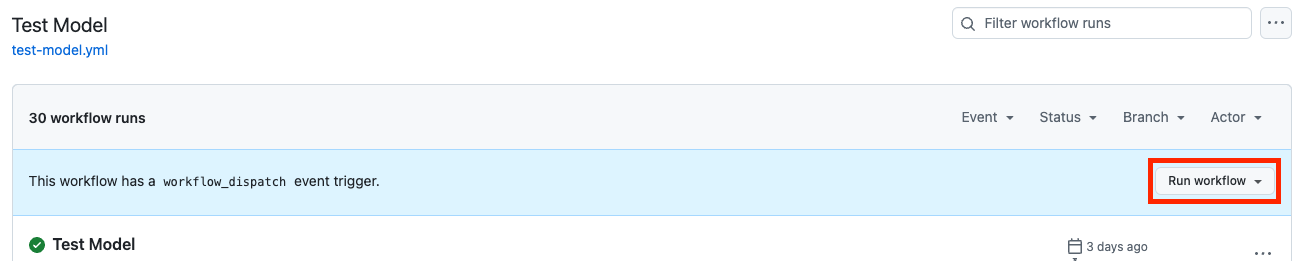 Test Model
Filter workflow runs
test-model.yml
30 workflow runs
Event Status Branch Actor
This workflow has a workflow_dispatch event trigger.
Run workflow
Test Model
3 days ago